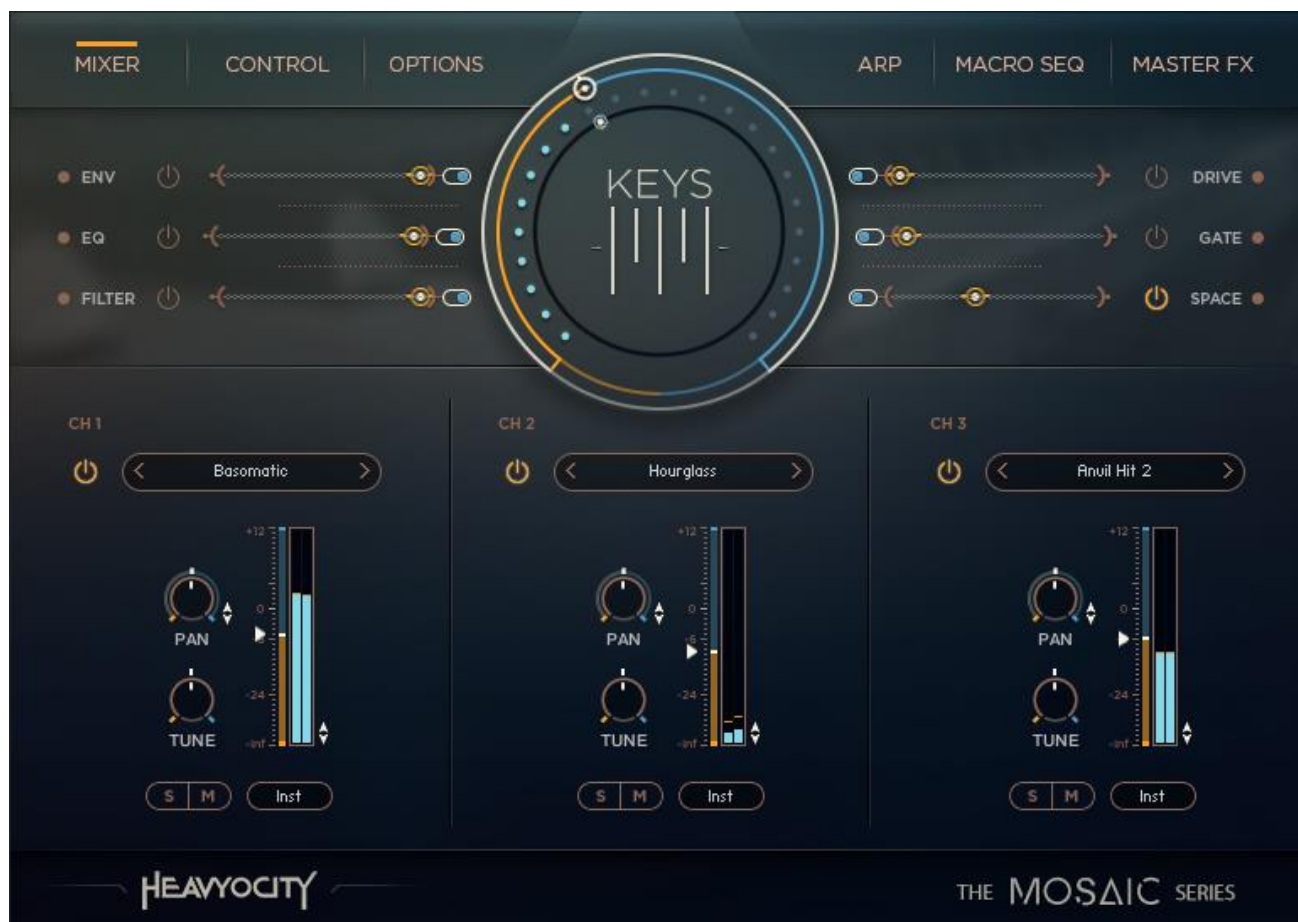 MIXER CONTROL OPTIONS ARP MACRO SEQ MASTER FX
KEYS
ENV DRIVE
EQ GATE
FILTER SPACE
CH 1 CH 2 CH 3
Basomatic Hourglass Anvil Hit 2
+12 +12 +12
0 0 0
PAN PAN PAN
-24 -24 -24
TUNE TUNE TUNE
-Inf -Inf -Inf
S M Inst S M Inst S M Inst
HEAVYOCITY THE MOSAIC SERIES